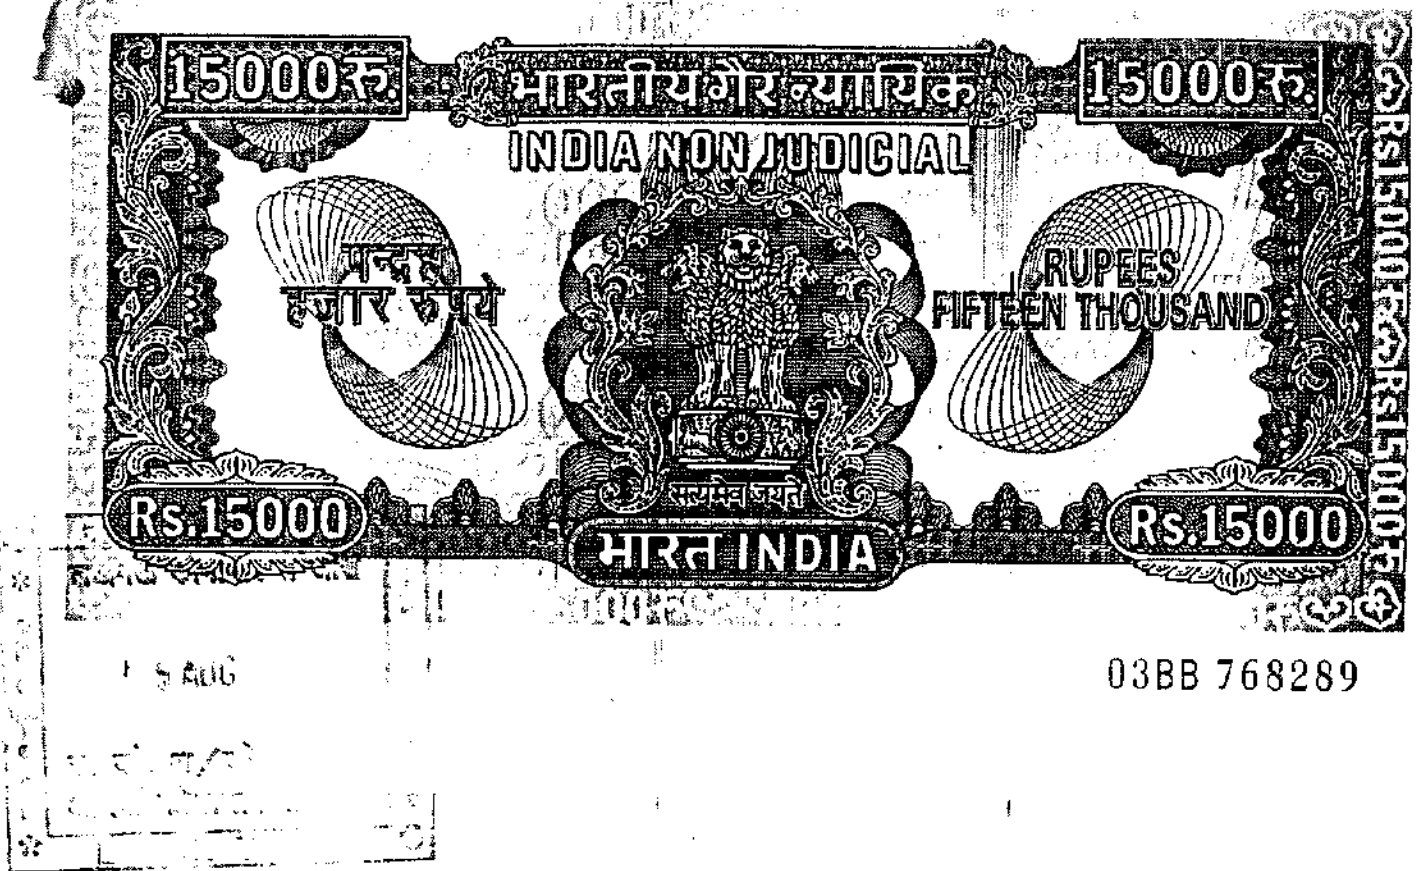 15000रु. भारतीय गैर न्यायिक 15000रु.
INDIA NON JUDICIAL
पन्द्रह
हजार रुपये
RUPEES
FIFTEEN THOUSAND
सत्यमेव जयते
Rs.15000 भारत INDIA Rs.15000
AUG
03BB 768289